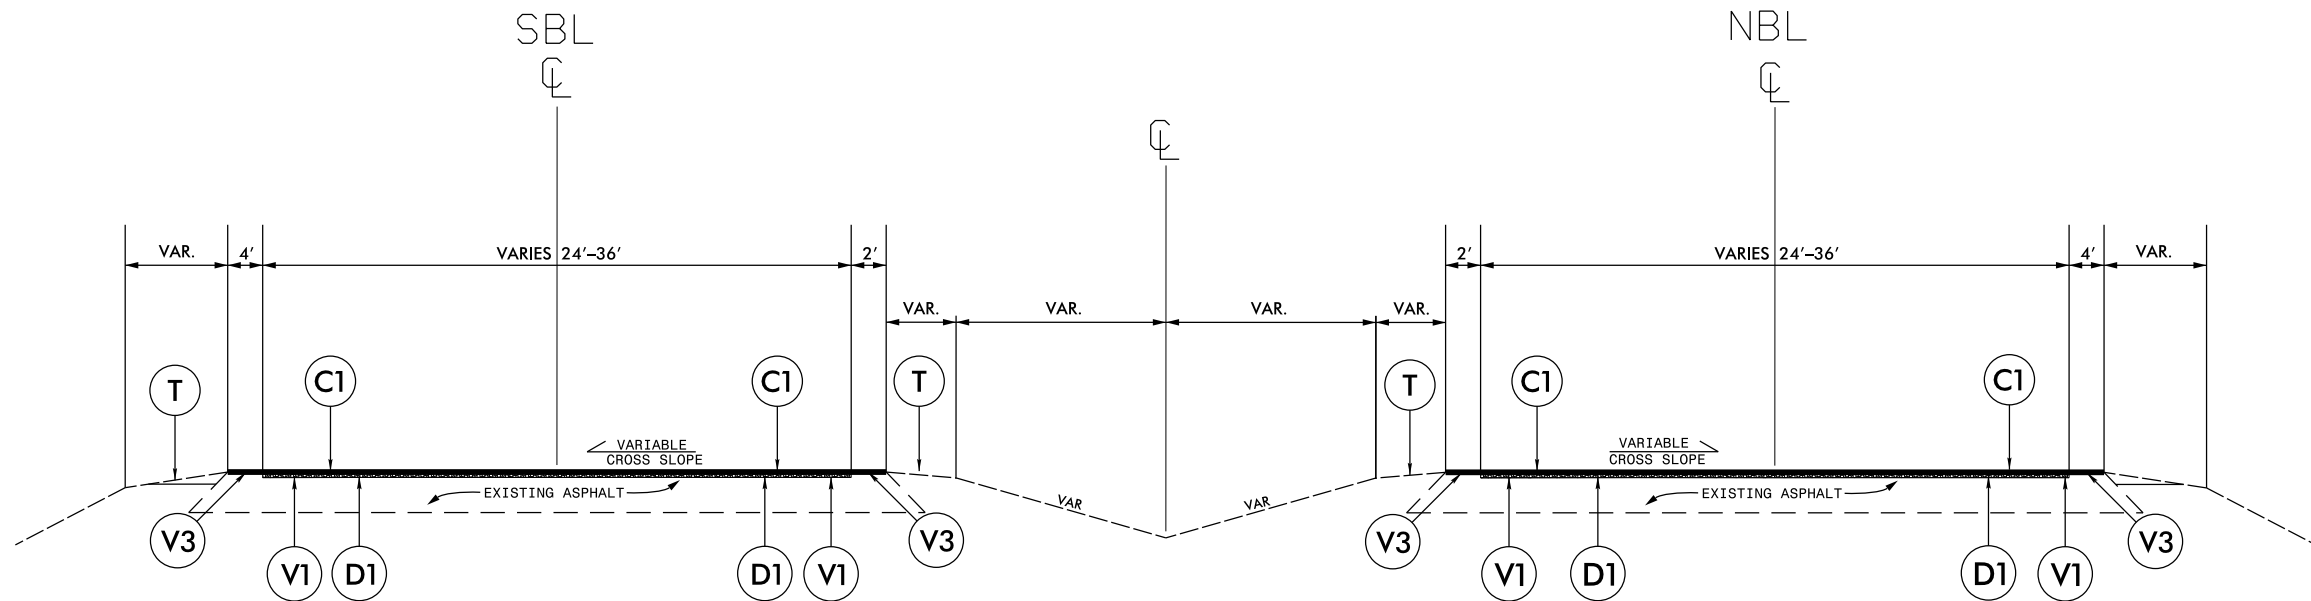 SBL
℄
NBL
℄
℄
VAR.
4'
VARIES 24'–36'
2'
2'
VARIES 24'–36'
4'
VAR.
VAR.
VAR.
VAR.
VAR.
T
C1
C1
T
T
C1
C1
VARIABLE
CROSS SLOPE
VARIABLE
CROSS SLOPE
EXISTING ASPHALT
VAR
VAR
EXISTING ASPHALT
V3
V1
D1
D1
V1
V3
V3
V1
D1
D1
V1
V3